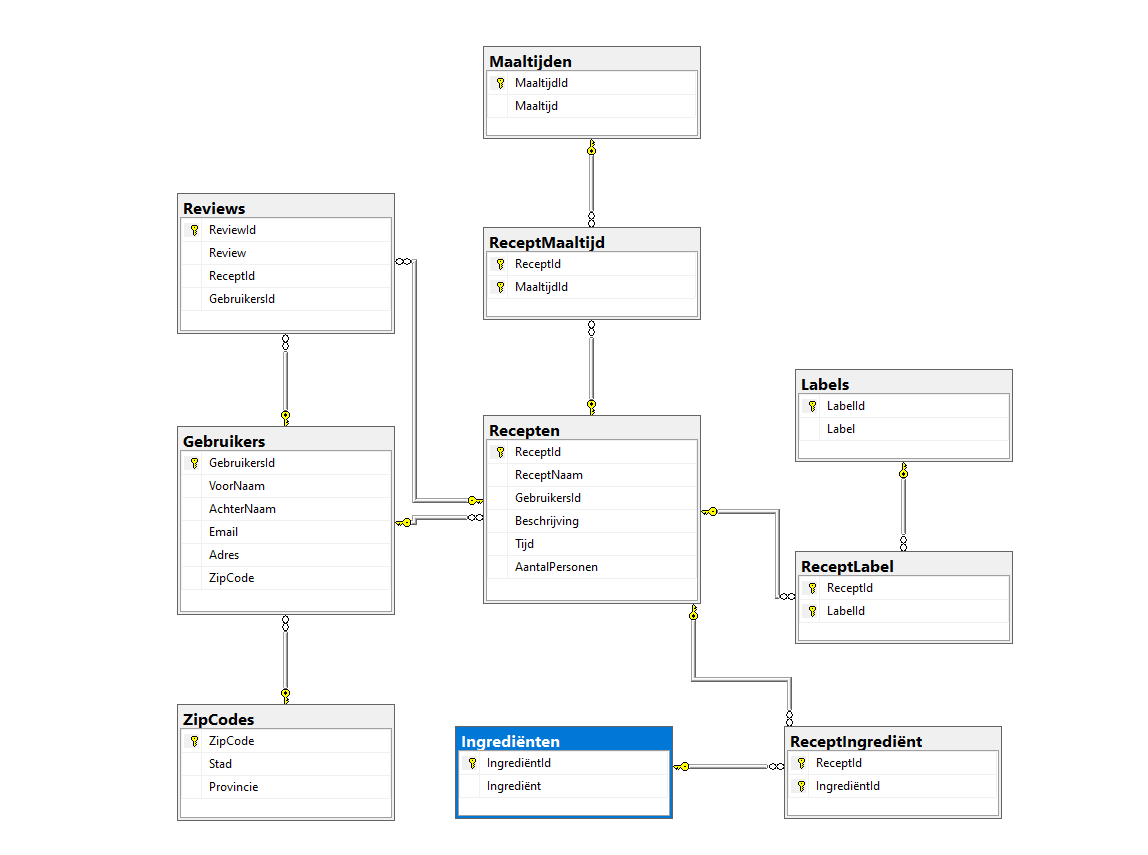 Maaltijden
MaaltijdId
Maaltijd
Reviews
ReviewId
Review
ReceptId
GebruikersId
ReceptMaaltijd
ReceptId
MaaltijdId
Labels
LabelId
Label
Gebruikers
GebruikersId
VoorNaam
AchterNaam
Email
Adres
ZipCode
Recepten
ReceptId
ReceptNaam
GebruikersId
Beschrijving
Tijd
AantalPersonen
ReceptLabel
ReceptId
LabelId
ZipCodes
ZipCode
Stad
Provincie
Ingrediënten
IngrediëntId
Ingrediënt
ReceptIngrediënt
ReceptId
IngrediëntId